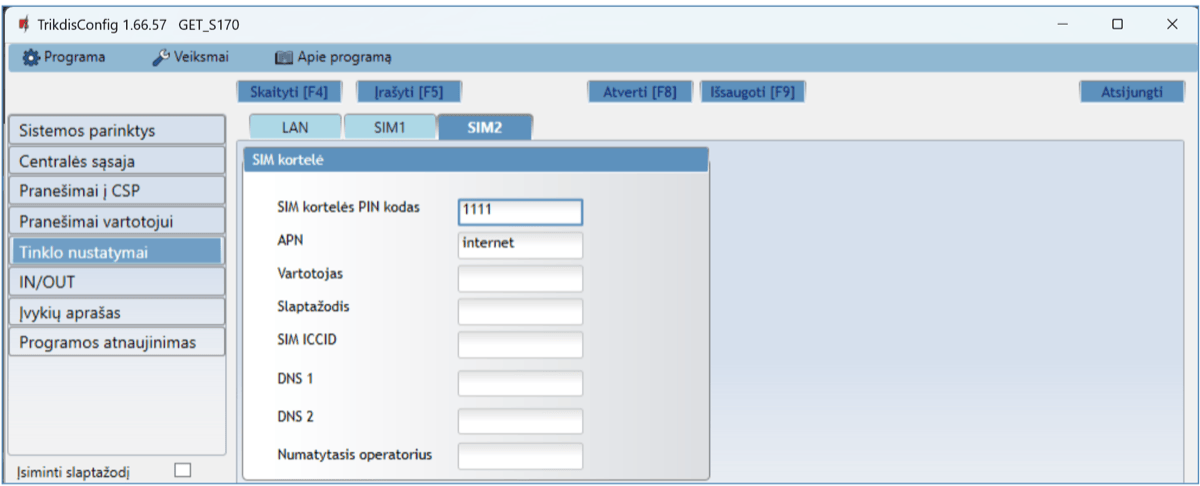 TrikdisConfig 1.66.57 GET_S170
Programa Veiksmai Apie programą
Skaityti [F4] Įrašyti [F5] Atverti [F8] Išsaugoti [F9] Atsijungti
LAN SIM1 SIM2
Sistemos parinktys
Centralės sąsaja
Pranešimai į CSP
Pranešimai vartotojui
Tinklo nustatymai
IN/OUT
Įvykių aprašas
Programos atnaujinimas
Įsiminti slaptažodį
SIM kortelė
SIM kortelės PIN kodas 1111
APN internet
Vartotojas
Slaptažodis
SIM ICCID
DNS 1
DNS 2
Numatytasis operatorius